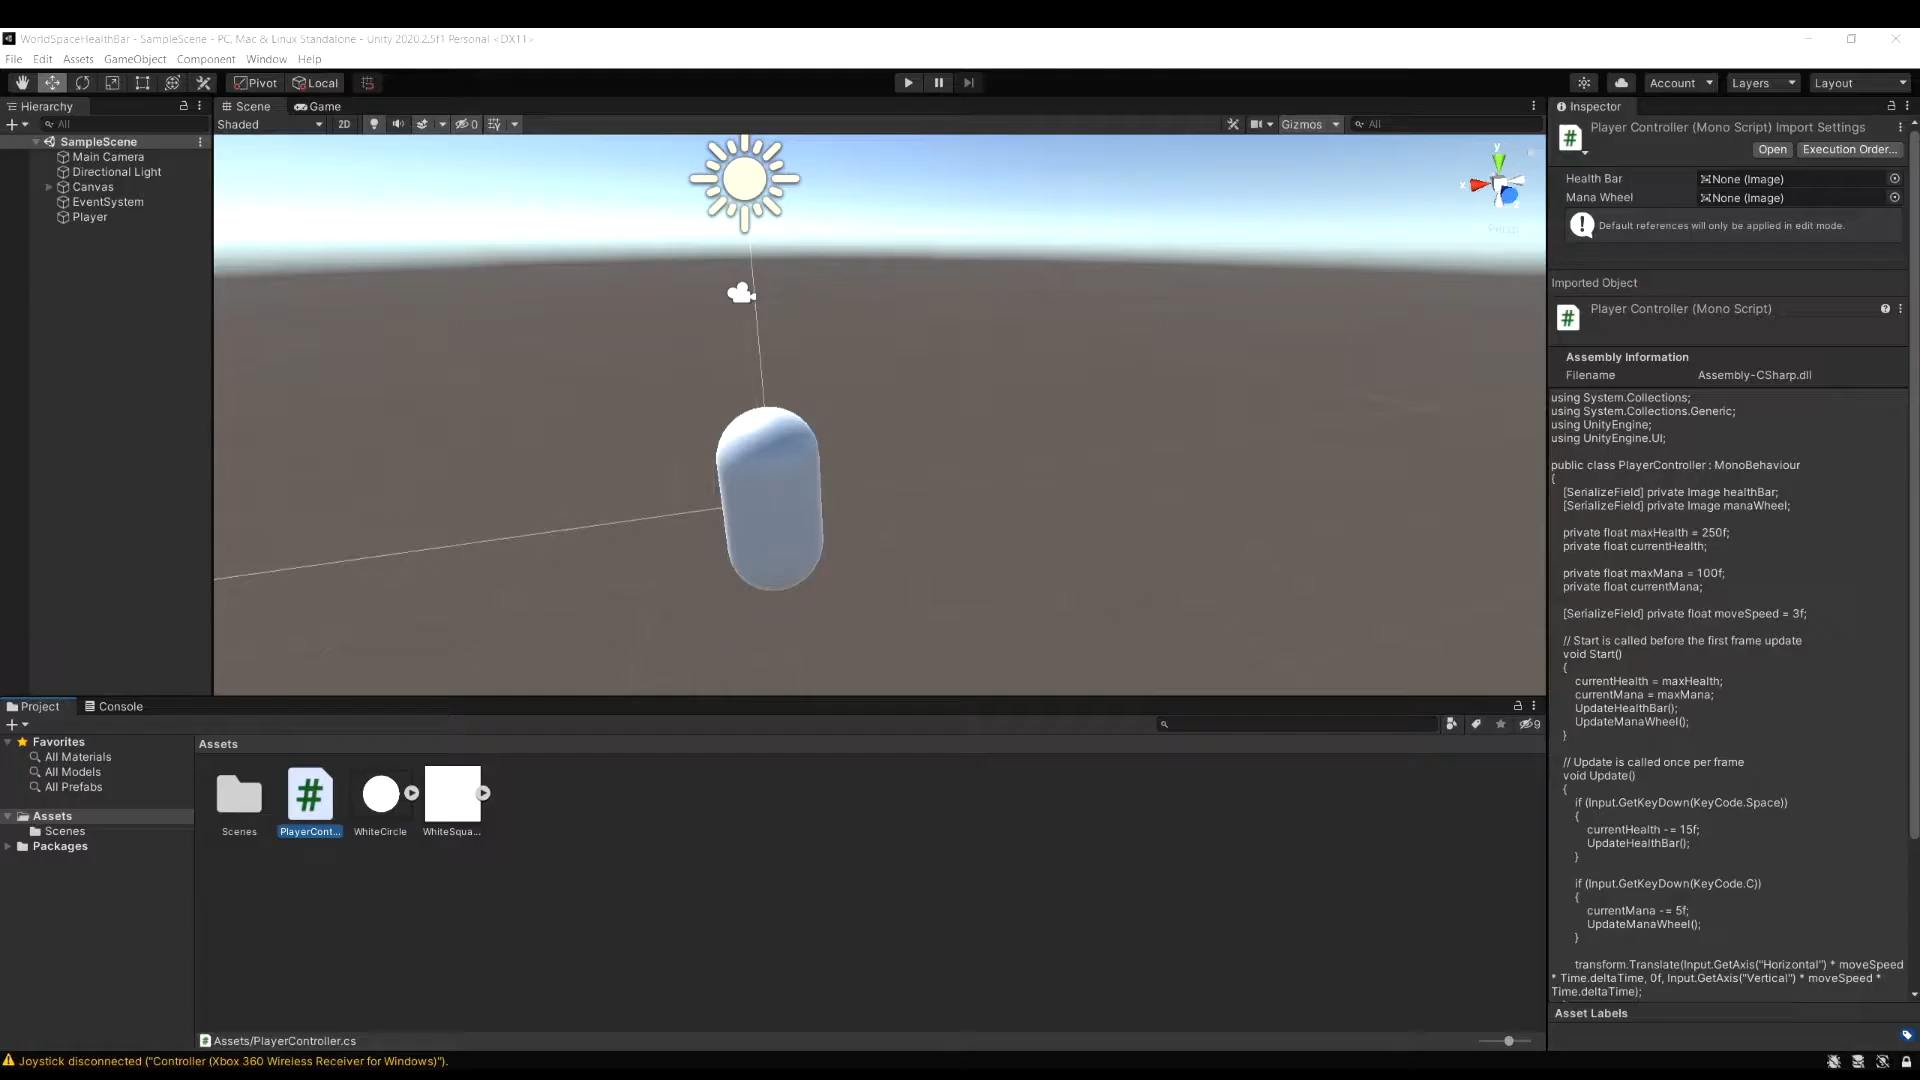 WorldSpaceHealthBar - SampleScene - PC, Mac & Linux Standalone - Unity 2020.2.5f1 Personal <DX11>
File Edit Assets GameObject Component Window Help
Pivot Local Account Layers Layout
Hierarchy
All
SampleScene
Main Camera
Directional Light
Canvas
EventSystem
Player
Scene Game
Shaded 2D 0 Gizmos All
y
x
z
Persp
Inspector
Player Controller (Mono Script) Import Settings
Open Execution Order...
Health Bar None (Image)
Mana Wheel None (Image)
Default references will only be applied in edit mode.
Imported Object
Player Controller (Mono Script)
Assembly Information
Filename Assembly-CSharp.dll
using System.Collections;
using System.Collections.Generic;
using UnityEngine;
using UnityEngine.UI;
public class PlayerController : MonoBehaviour
{
[SerializeField] private Image healthBar;
[SerializeField] private Image manaWheel;
private float maxHealth = 250f;
private float currentHealth;
private float maxMana = 100f;
private float currentMana;
[SerializeField] private float moveSpeed = 3f;
// Start is called before the first frame update
void Start()
{
currentHealth = maxHealth;
currentMana = maxMana;
UpdateHealthBar();
UpdateManaWheel();
}
// Update is called once per frame
void Update()
{
if (Input.GetKeyDown(KeyCode.Space))
{
currentHealth -= 15f;
UpdateHealthBar();
}
if (Input.GetKeyDown(KeyCode.C))
{
currentMana -= 5f;
UpdateManaWheel();
}
transform.Translate(Input.GetAxis("Horizontal") * moveSpeed
* Time.deltaTime, 0f, Input.GetAxis("Vertical") * moveSpeed *
Time.deltaTime);
Asset Labels
Project Console
9
Favorites
All Materials
All Models
All Prefabs
Assets
Scenes
Packages
Assets
Scenes PlayerCont... WhiteCircle WhiteSqua...
Assets/PlayerController.cs
Joystick disconnected ("Controller (Xbox 360 Wireless Receiver for Windows)").